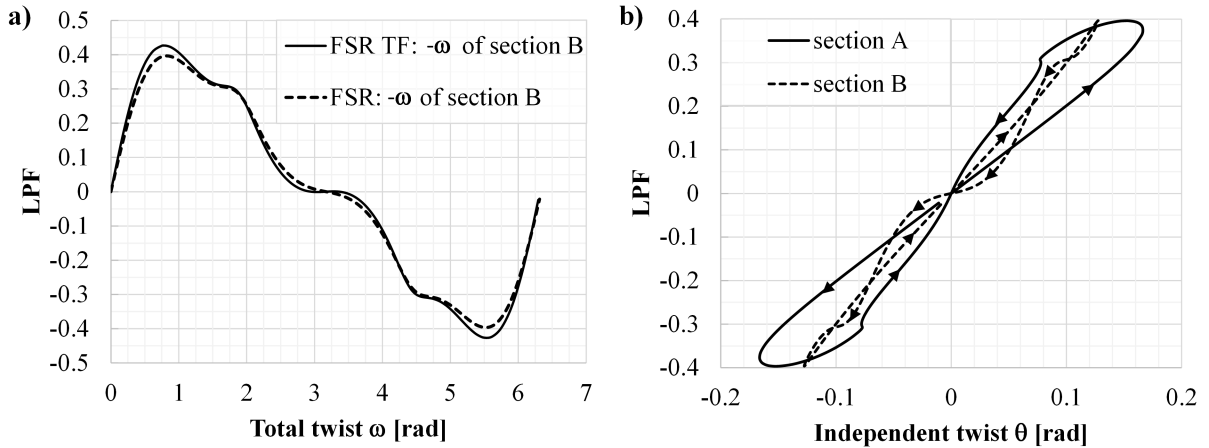 a)
0.5
0.4
0.3
0.2
0.1
0
-0.1
-0.2
-0.3
-0.4
-0.5
LPF
FSR TF: -ω of section B
FSR: -ω of section B
0 1 2 3 4 5 6 7
Total twist ω [rad]
b)
0.4
0.3
0.2
0.1
0
-0.1
-0.2
-0.3
-0.4
LPF
section A
section B
-0.2 -0.1 0 0.1 0.2
Independent twist θ [rad]